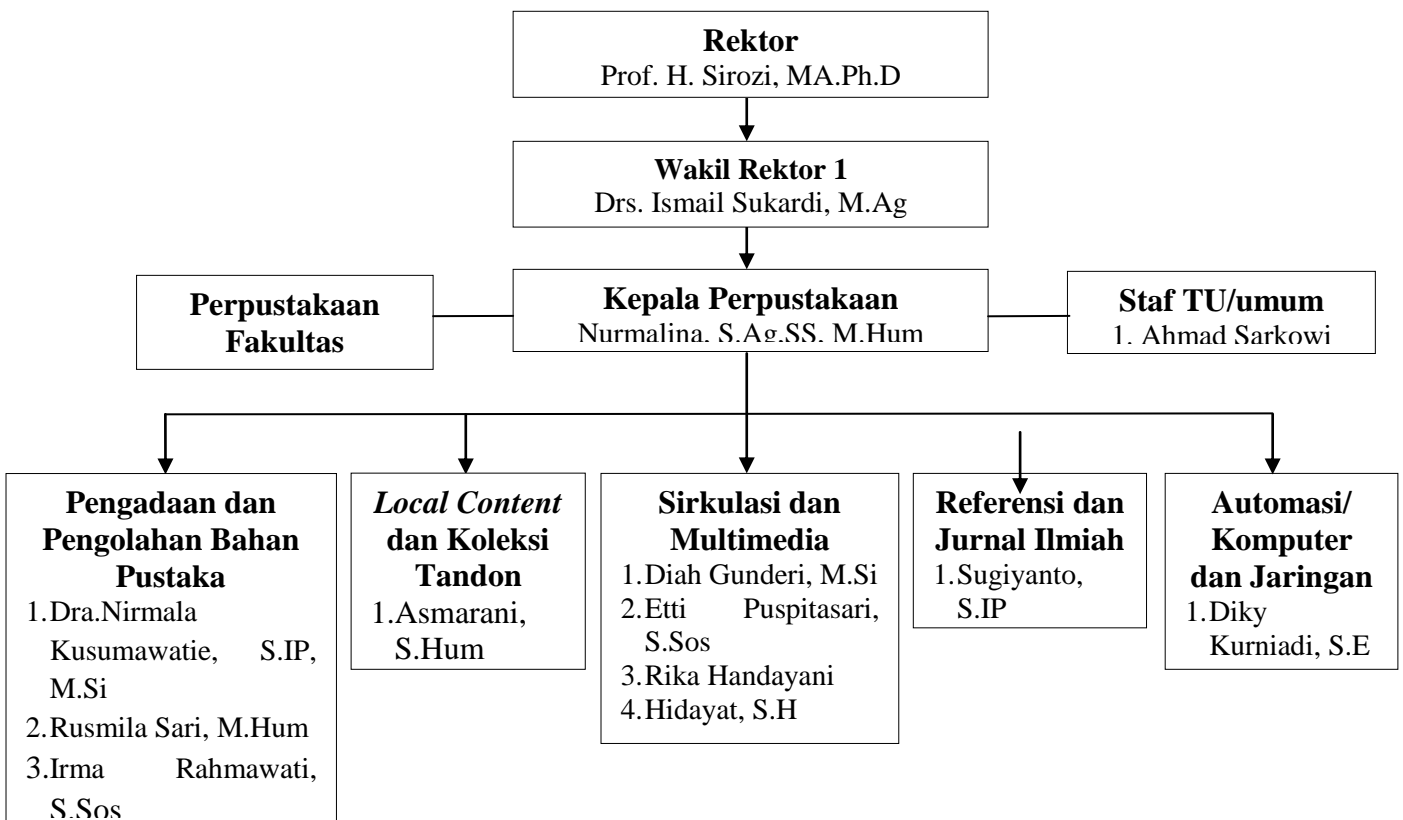 Rektor
Prof. H. Sirozi, MA.Ph.D
Wakil Rektor 1
Drs. Ismail Sukardi, M.Ag
Perpustakaan
Fakultas
Kepala Perpustakaan
Nurmalina, S.Ag.SS, M.Hum
Staf TU/umum
1. Ahmad Sarkowi
Pengadaan dan
Pengolahan Bahan
Pustaka
1.Dra.Nirmala
Kusumawatie, S.IP,
M.Si
2.Rusmila Sari, M.Hum
3.Irma Rahmawati,
S.Sos
Local Content
dan Koleksi
Tandon
1.Asmarani,
S.Hum
Sirkulasi dan
Multimedia
1.Diah Gunderi, M.Si
2.Etti Puspitasari,
S.Sos
3.Rika Handayani
4.Hidayat, S.H
Referensi dan
Jurnal Ilmiah
1.Sugiyanto,
S.IP
Automasi/
Komputer
dan Jaringan
1.Diky
Kurniadi, S.E